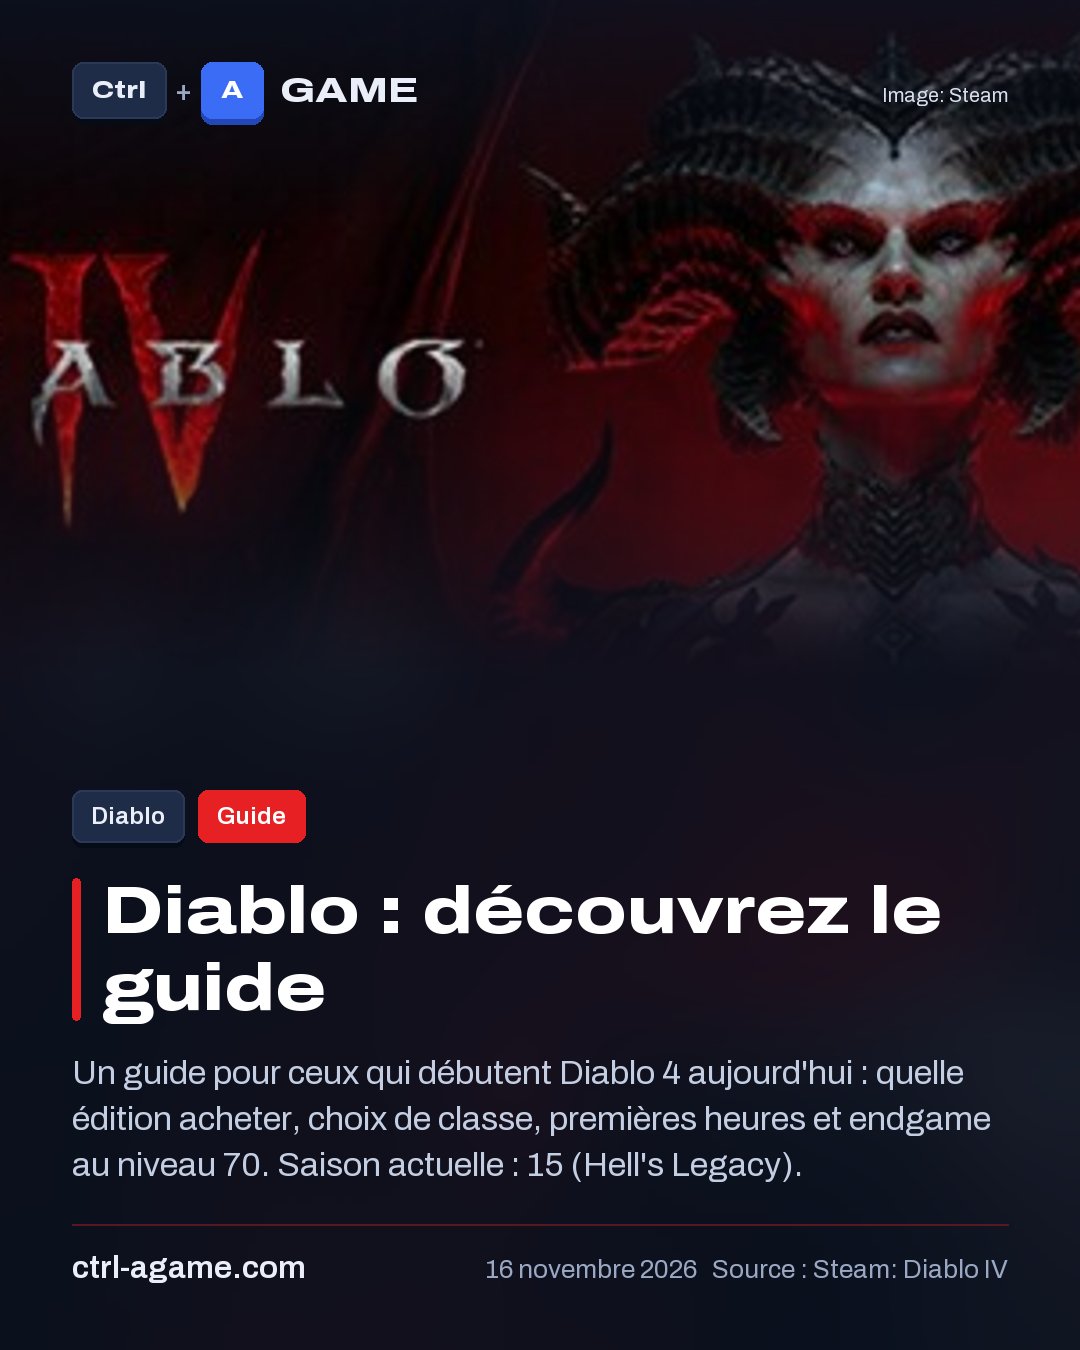 Ctrl + A GAME
Image: Steam
IV
ABLO
Diablo Guide
Diablo : découvrez le
guide
Un guide pour ceux qui débutent Diablo 4 aujourd'hui : quelle
édition acheter, choix de classe, premières heures et endgame
au niveau 70. Saison actuelle : 15 (Hell's Legacy).
ctrl-agame.com
16 novembre 2026 Source : Steam: Diablo IV